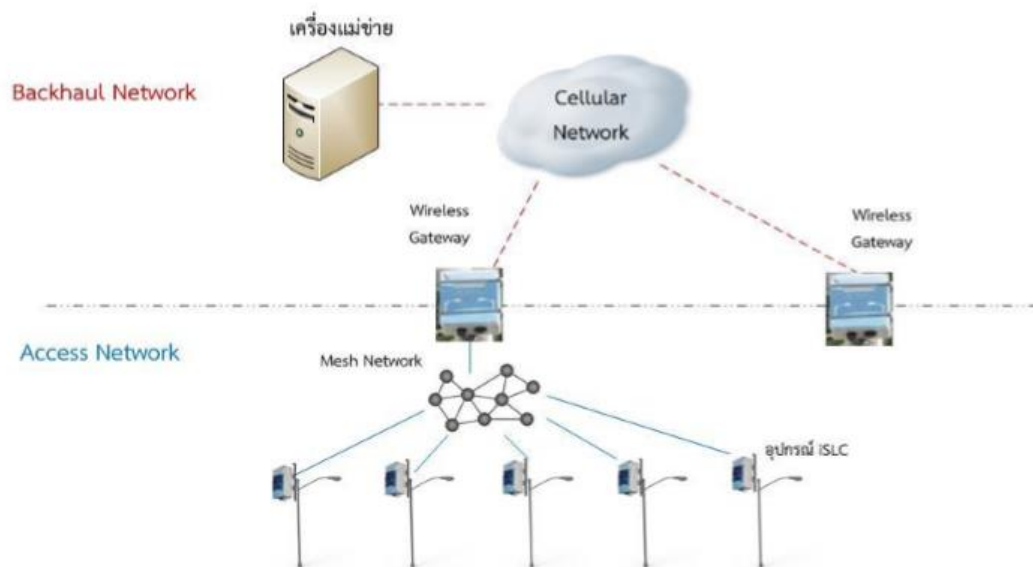 เครื่องแม่ข่าย
Backhaul Network
Cellular
Network
Wireless
Gateway
Wireless
Gateway
Access Network
Mesh Network
อุปกรณ์ iSLC